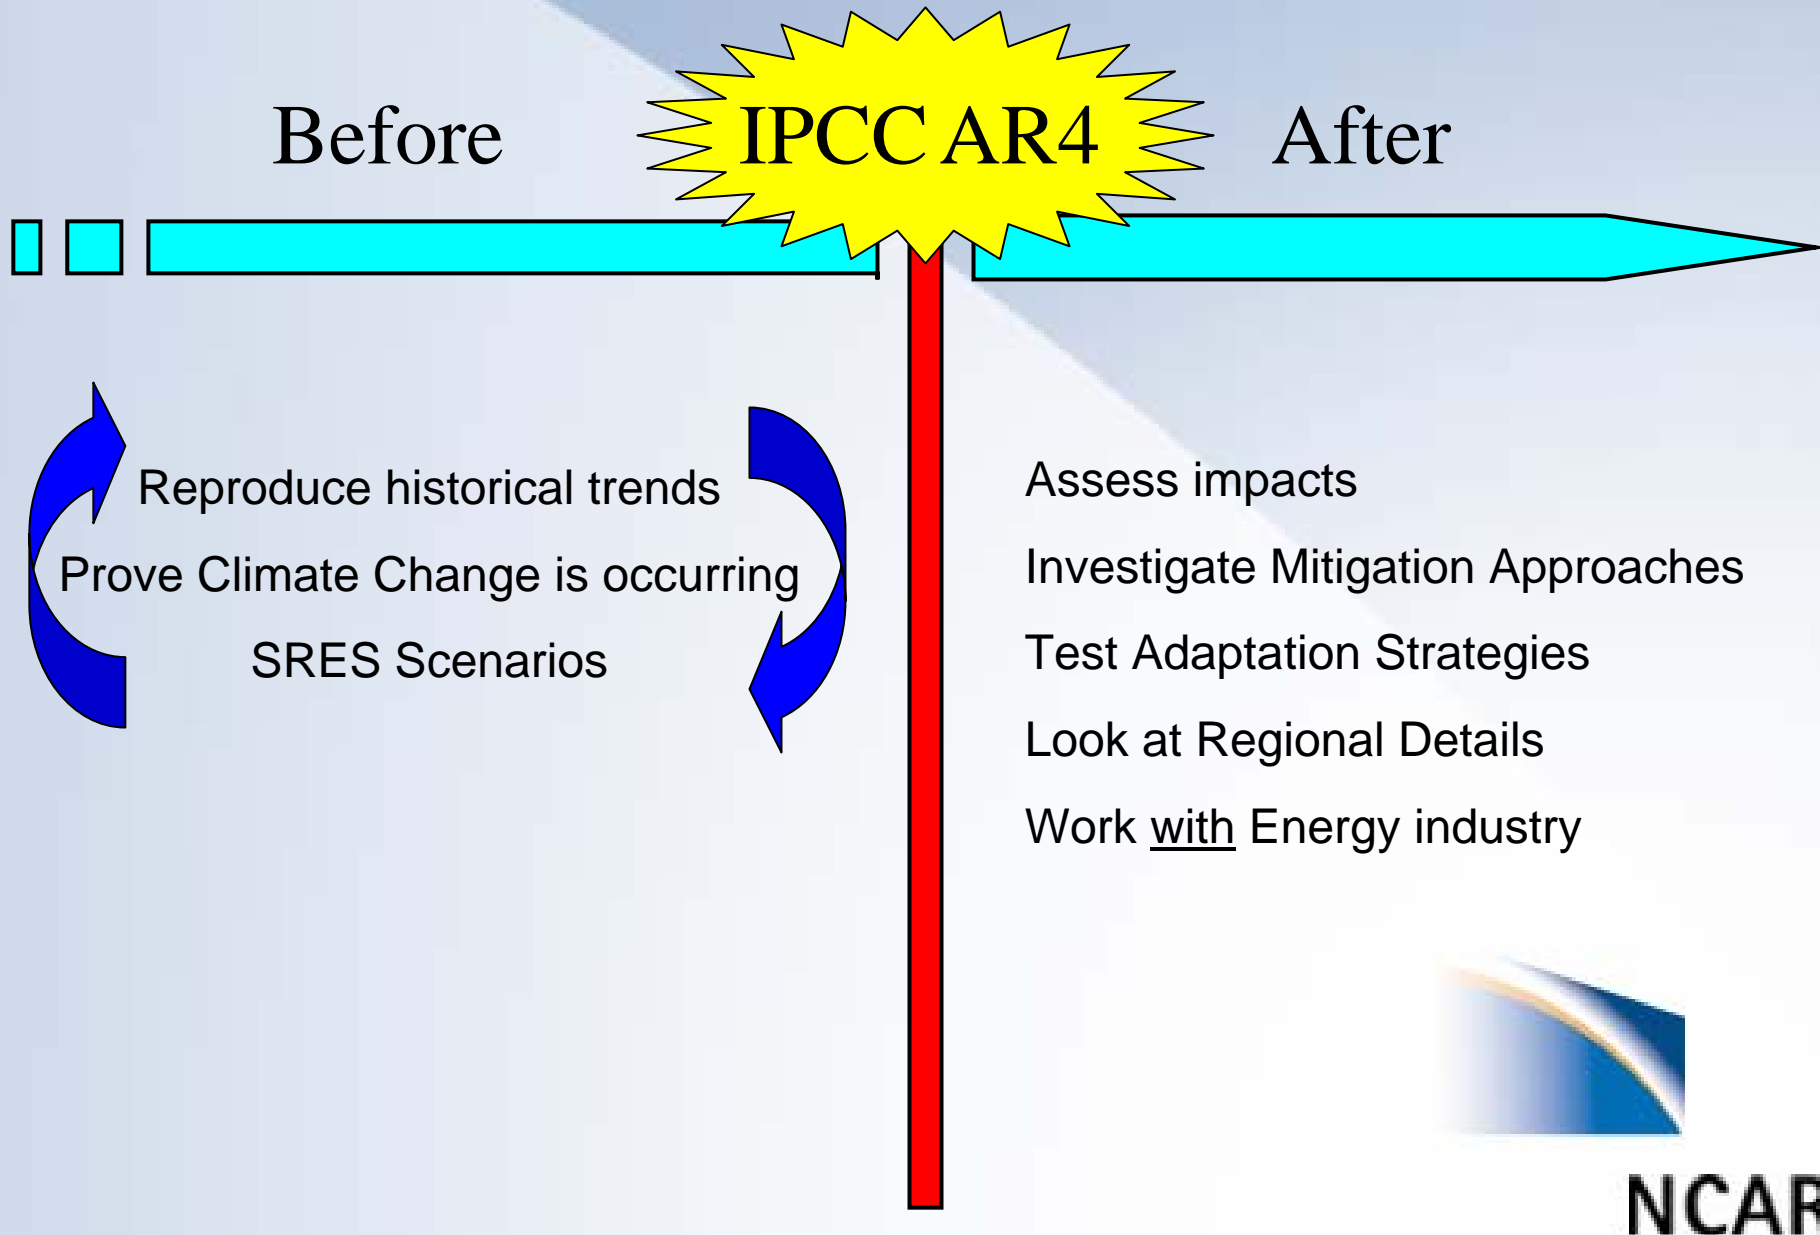 Before
IPCC AR4
After
Reproduce historical trends
Prove Climate Change is occurring
SRES Scenarios
Assess impacts
Investigate Mitigation Approaches
Test Adaptation Strategies
Look at Regional Details
Work with Energy industry
NCAR